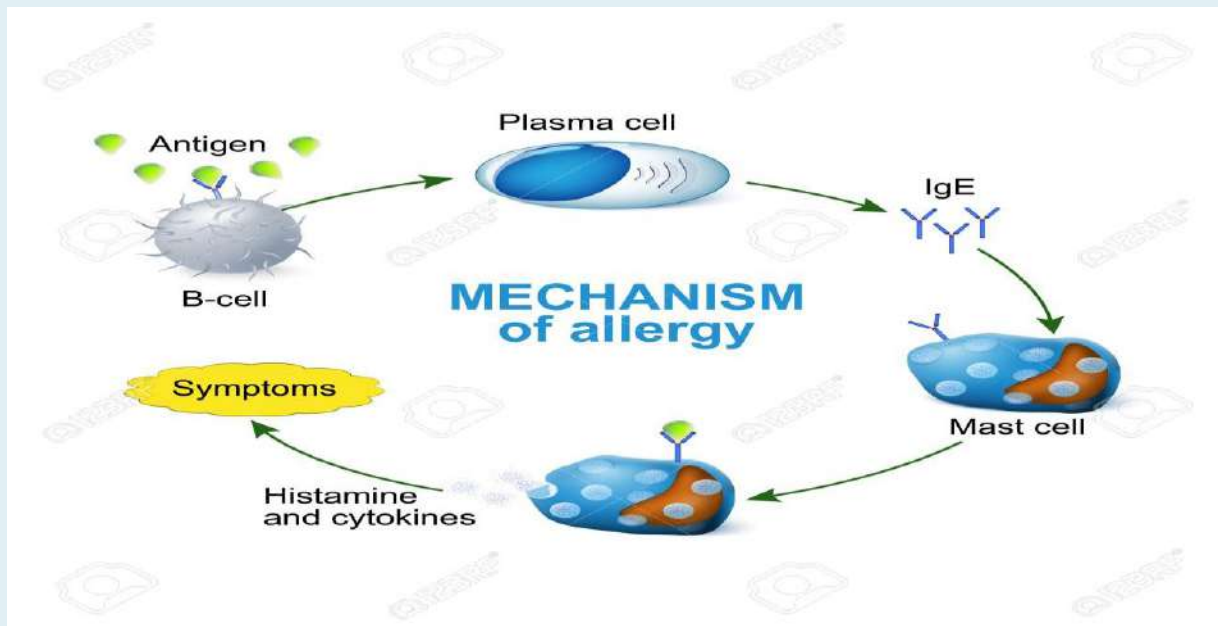 Antigen
Plasma cell
IgE
B-cell
MECHANISM
of allergy
Symptoms
Mast cell
Histamine
and cytokines